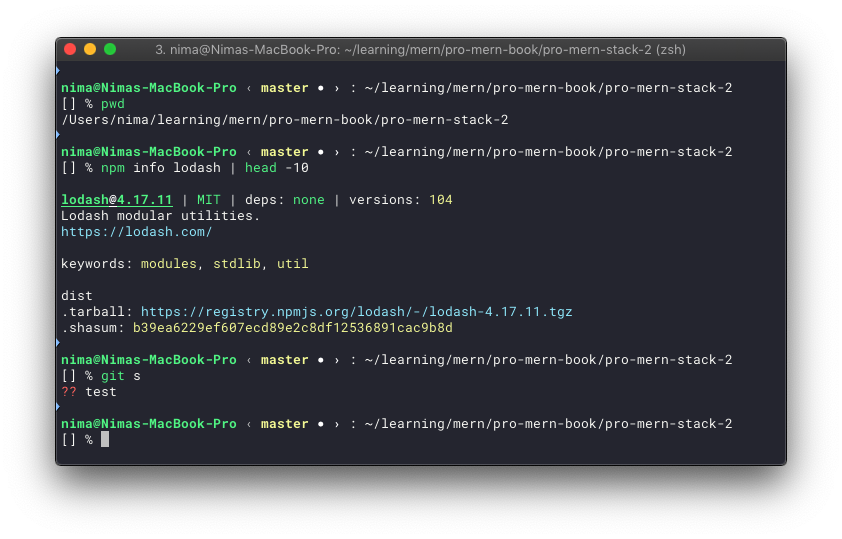 3. nima@Nimas-MacBook-Pro: ~/learning/mern/pro-mern-book/pro-mern-stack-2 (zsh)
nima@Nimas-MacBook-Pro ‹ master • › : ~/learning/mern/pro-mern-book/pro-mern-stack-2
[] % pwd
/Users/nima/learning/mern/pro-mern-book/pro-mern-stack-2
nima@Nimas-MacBook-Pro ‹ master • › : ~/learning/mern/pro-mern-book/pro-mern-stack-2
[] % npm info lodash | head -10
lodash@4.17.11 | MIT | deps: none | versions: 104
Lodash modular utilities.
https://lodash.com/
keywords: modules, stdlib, util
dist
.tarball: https://registry.npmjs.org/lodash/-/lodash-4.17.11.tgz
.shasum: b39ea6229ef607ecd89e2c8df12536891cac9b8d
nima@Nimas-MacBook-Pro ‹ master • › : ~/learning/mern/pro-mern-book/pro-mern-stack-2
[] % git s
?? test
nima@Nimas-MacBook-Pro ‹ master • › : ~/learning/mern/pro-mern-book/pro-mern-stack-2
[] %